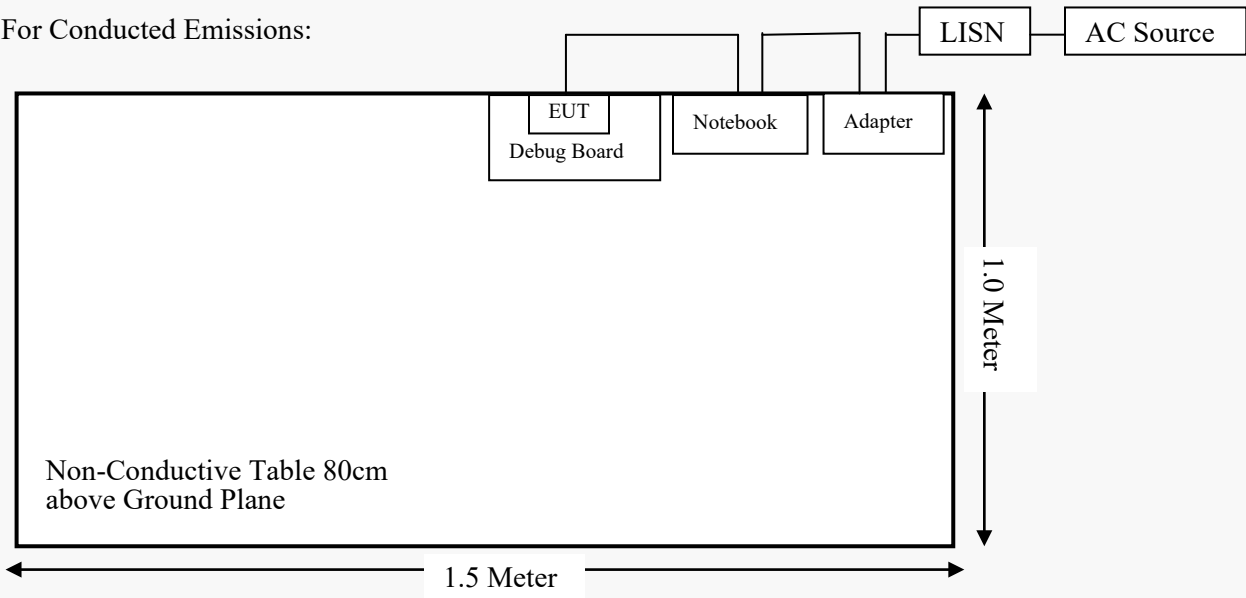 For Conducted Emissions:
LISN
AC Source
EUT
Debug Board
Notebook
Adapter
1.0 Meter
Non-Conductive Table 80cm
above Ground Plane
1.5 Meter